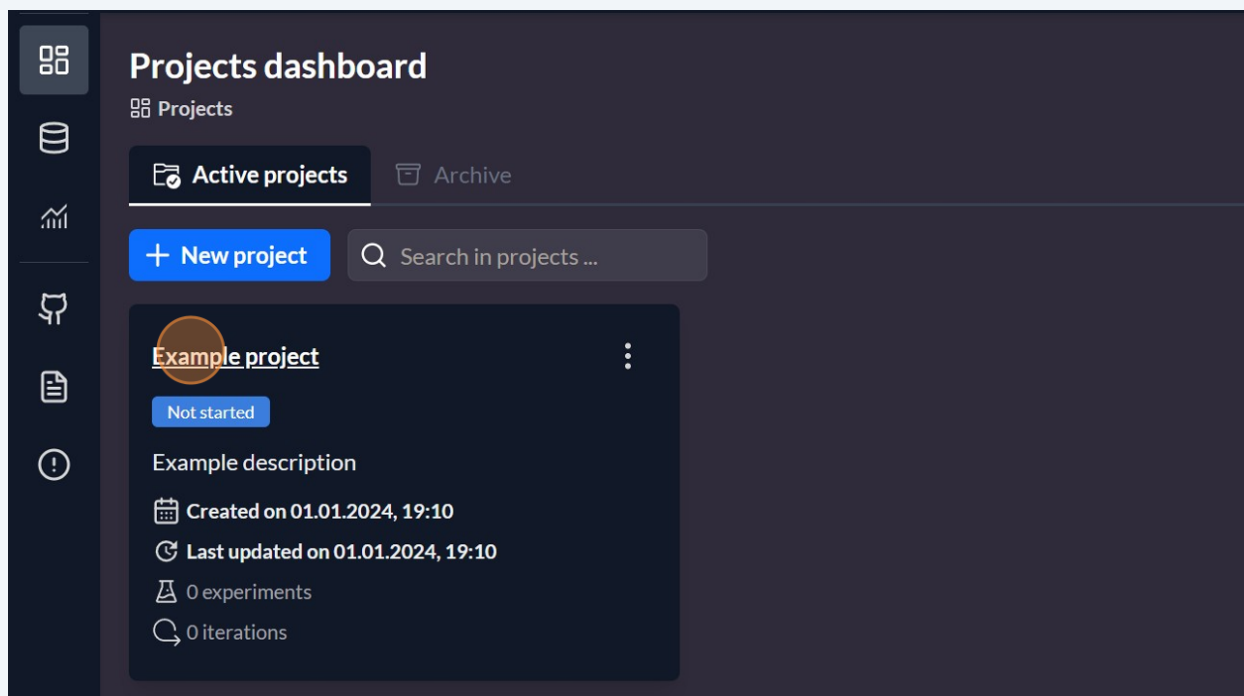 Projects dashboard
Projects
Active projects Archive
New project Search in projects ...
Example project
Not started
Example description
Created on 01.01.2024, 19:10
Last updated on 01.01.2024, 19:10
0 experiments
0 iterations